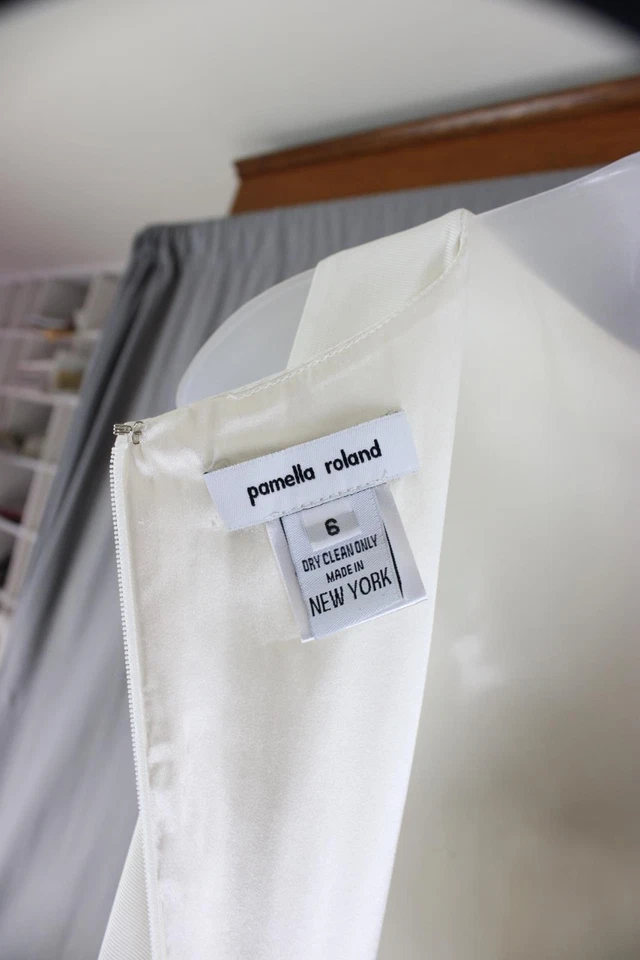 pamella roland
6
DRY CLEAN ONLY
MADE IN
NEW YORK